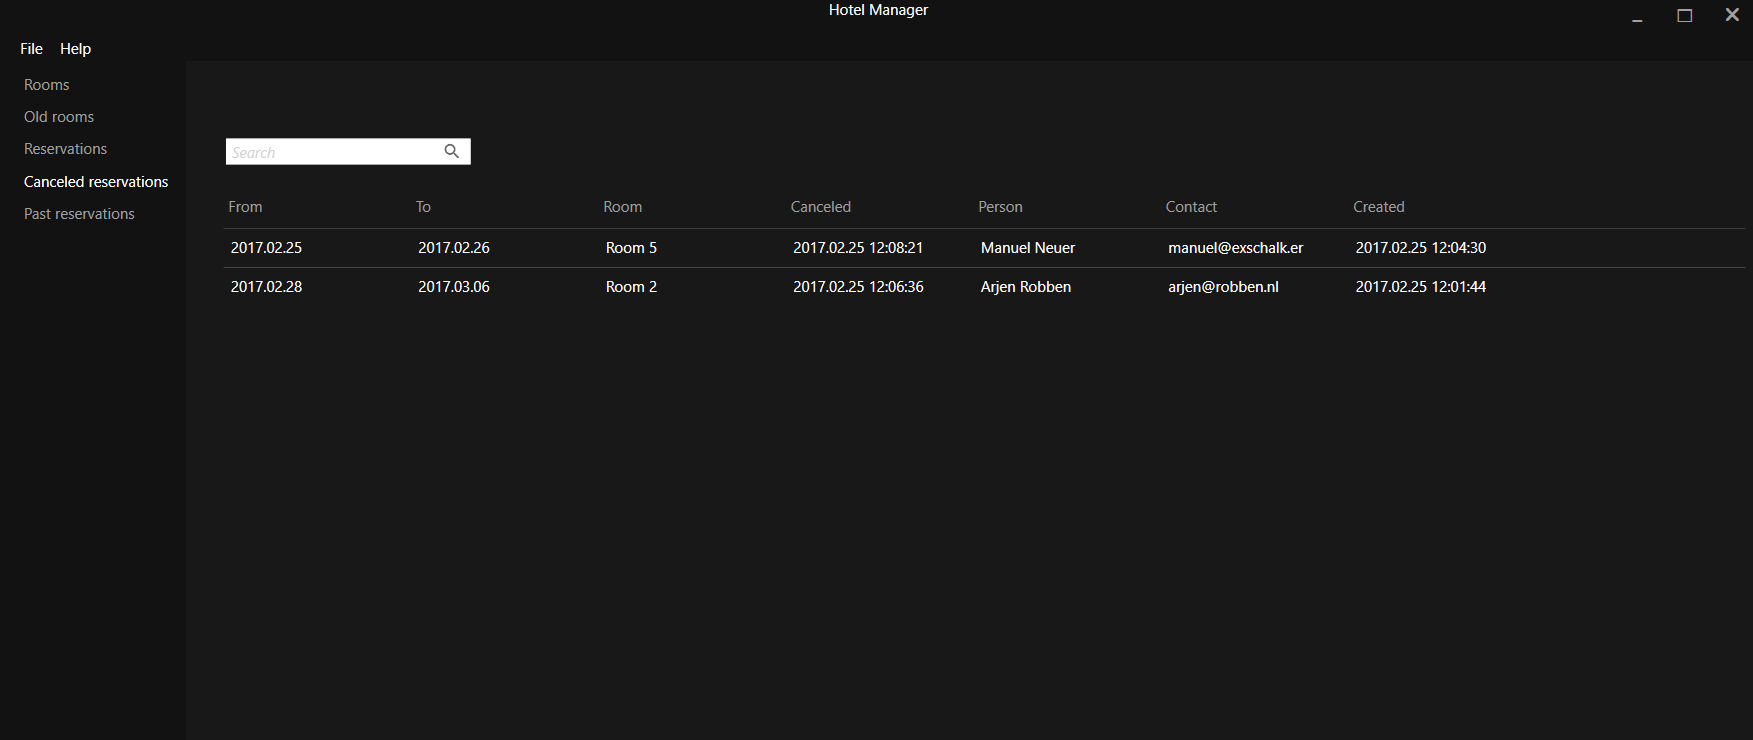 Hotel Manager
File Help
Rooms
Old rooms
Reservations
Canceled reservations
Past reservations
Search
From To Room Canceled Person Contact Created
2017.02.25 2017.02.26 Room 5 2017.02.25 12:08:21 Manuel Neuer manuel@exschalk.er 2017.02.25 12:04:30
2017.02.28 2017.03.06 Room 2 2017.02.25 12:06:36 Arjen Robben arjen@robben.nl 2017.02.25 12:01:44